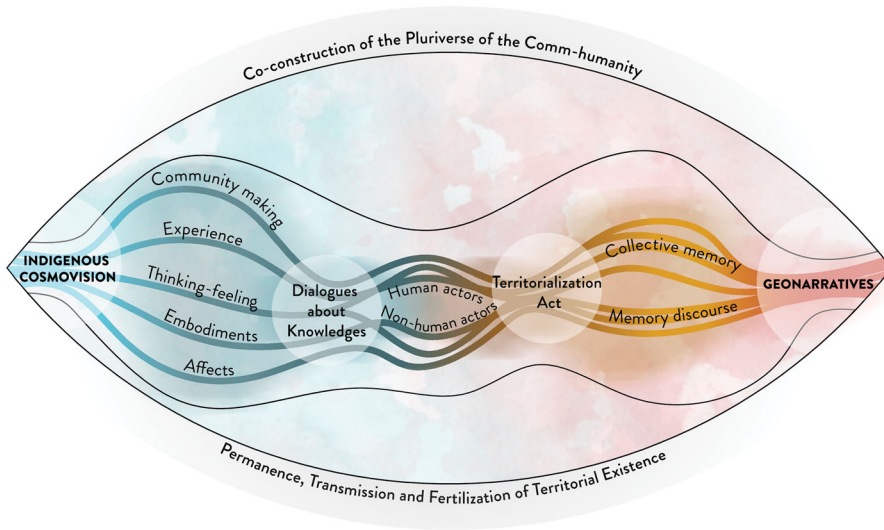 Co-construction of the Pluriverse of the Comm-humanity
INDIGENOUS
COSMOVISION
Community making
Experience
Thinking-feeling
Embodiments
Affects
Dialogues
about
Knowledges
Human actors
Non-human actors
Territorialization
Act
Collective memory
Memory discourse
GEONARRATIVES
Permanence, Transmission and Fertilization of Territorial Existence